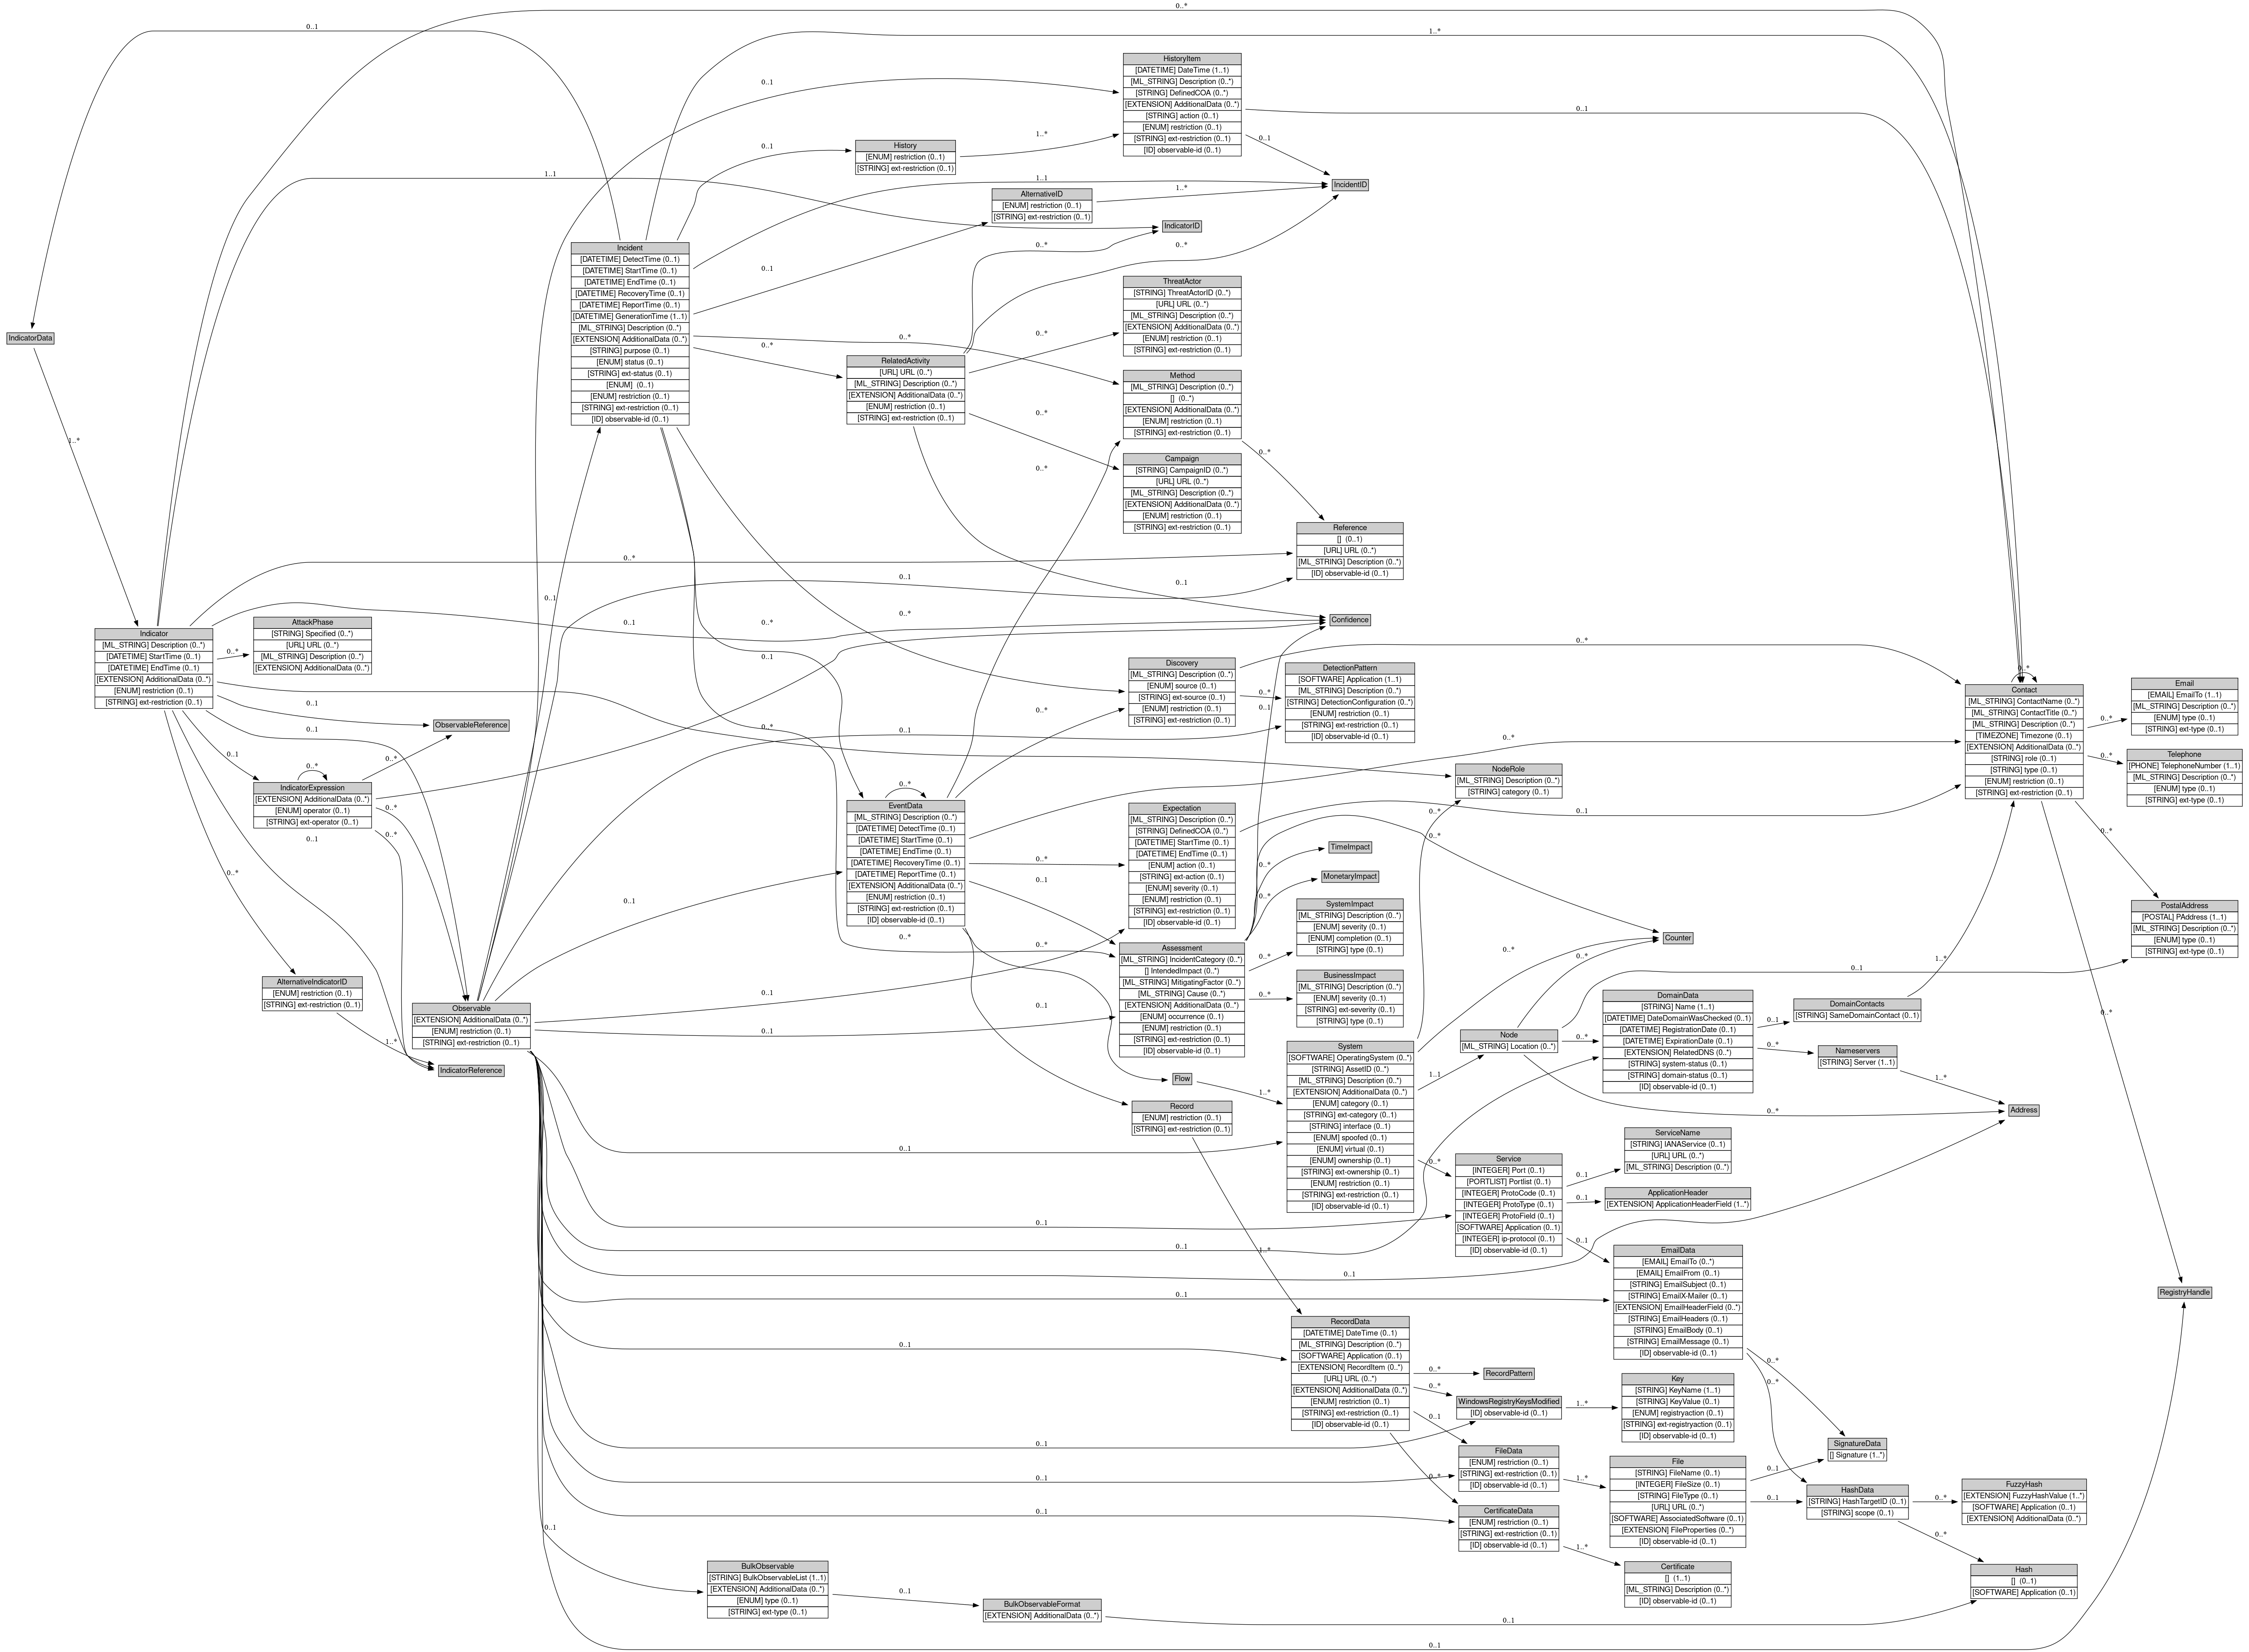 0..*
0..1
1..*
HistoryItem
[DATETIME] DateTime (1..1)
[ML_STRING] Description (0..*)
[STRING] DefinedCOA (0..*)
[EXTENSION] AdditionalData (0..*)
[STRING] action (0..1)
[ENUM] restriction (0..1)
[STRING] ext-restriction (0..1)
[ID] observable-id (0..1)
0..1
0..1
0..1
1..*
0..1
History
[ENUM] restriction (0..1)
[STRING] ext-restriction (0..1)
1..1
1..1
1..*
IncidentID
AlternativeID
[ENUM] restriction (0..1)
[STRING] ext-restriction (0..1)
IndicatorID
0..*
0..*
0..1
Incident
[DATETIME] DetectTime (0..1)
[DATETIME] StartTime (0..1)
[DATETIME] EndTime (0..1)
[DATETIME] RecoveryTime (0..1)
[DATETIME] ReportTime (0..1)
[DATETIME] GenerationTime (1..1)
[ML_STRING] Description (0..*)
[EXTENSION] AdditionalData (0..*)
[STRING] purpose (0..1)
[ENUM] status (0..1)
[STRING] ext-status (0..1)
[ENUM]  (0..1)
[ENUM] restriction (0..1)
[STRING] ext-restriction (0..1)
[ID] observable-id (0..1)
ThreatActor
[STRING] ThreatActorID (0..*)
[URL] URL (0..*)
[ML_STRING] Description (0..*)
[EXTENSION] AdditionalData (0..*)
[ENUM] restriction (0..1)
[STRING] ext-restriction (0..1)
IndicatorData
0..*
0..*
0..*
RelatedActivity
[URL] URL (0..*)
[ML_STRING] Description (0..*)
[EXTENSION] AdditionalData (0..*)
[ENUM] restriction (0..1)
[STRING] ext-restriction (0..1)
Method
[ML_STRING] Description (0..*)
[]  (0..*)
[EXTENSION] AdditionalData (0..*)
[ENUM] restriction (0..1)
[STRING] ext-restriction (0..1)
0..*
1..*
0..*
0..*
Campaign
[STRING] CampaignID (0..*)
[URL] URL (0..*)
[ML_STRING] Description (0..*)
[EXTENSION] AdditionalData (0..*)
[ENUM] restriction (0..1)
[STRING] ext-restriction (0..1)
Reference
[]  (0..1)
[URL] URL (0..*)
[ML_STRING] Description (0..*)
[ID] observable-id (0..1)
0..*
0..1
0..1
0..1
0..*
0..*
0..1
Confidence
Indicator
[ML_STRING] Description (0..*)
[DATETIME] StartTime (0..1)
[DATETIME] EndTime (0..1)
[EXTENSION] AdditionalData (0..*)
[ENUM] restriction (0..1)
[STRING] ext-restriction (0..1)
0..*
AttackPhase
[STRING] Specified (0..*)
[URL] URL (0..*)
[ML_STRING] Description (0..*)
[EXTENSION] AdditionalData (0..*)
0..1
0..*
Discovery
[ML_STRING] Description (0..*)
[ENUM] source (0..1)
[STRING] ext-source (0..1)
[ENUM] restriction (0..1)
[STRING] ext-restriction (0..1)
0..*
0..1
DetectionPattern
[SOFTWARE] Application (1..1)
[ML_STRING] Description (0..*)
[STRING] DetectionConfiguration (0..*)
[ENUM] restriction (0..1)
[STRING] ext-restriction (0..1)
[ID] observable-id (0..1)
0..*
Contact
[ML_STRING] ContactName (0..*)
[ML_STRING] ContactTitle (0..*)
[ML_STRING] Description (0..*)
[TIMEZONE] Timezone (0..1)
[EXTENSION] AdditionalData (0..*)
[STRING] role (0..1)
[STRING] type (0..1)
[ENUM] restriction (0..1)
[STRING] ext-restriction (0..1)
0..*
0..*
Email
[EMAIL] EmailTo (1..1)
[ML_STRING] Description (0..*)
[ENUM] type (0..1)
[STRING] ext-type (0..1)
Telephone
[PHONE] TelephoneNumber (1..1)
[ML_STRING] Description (0..*)
[ENUM] type (0..1)
[STRING] ext-type (0..1)
0..1
0..1
ObservableReference
0..*
0..*
0..1
0..*
0..1
0..*
0..*
IndicatorExpression
[EXTENSION] AdditionalData (0..*)
[ENUM] operator (0..1)
[STRING] ext-operator (0..1)
0..*
0..*
0..1
NodeRole
[ML_STRING] Description (0..*)
[STRING] category (0..1)
0..*
EventData
[ML_STRING] Description (0..*)
[DATETIME] DetectTime (0..1)
[DATETIME] StartTime (0..1)
[DATETIME] EndTime (0..1)
[DATETIME] RecoveryTime (0..1)
[DATETIME] ReportTime (0..1)
[EXTENSION] AdditionalData (0..*)
[ENUM] restriction (0..1)
[STRING] ext-restriction (0..1)
[ID] observable-id (0..1)
Expectation
[ML_STRING] Description (0..*)
[STRING] DefinedCOA (0..*)
[DATETIME] StartTime (0..1)
[DATETIME] EndTime (0..1)
[ENUM] action (0..1)
[STRING] ext-action (0..1)
[ENUM] severity (0..1)
[ENUM] restriction (0..1)
[STRING] ext-restriction (0..1)
[ID] observable-id (0..1)
0..1
0..*
0..*
0..*
TimeImpact
0..*
MonetaryImpact
0..*
0..1
0..*
0..1
0..*
0..*
SystemImpact
[ML_STRING] Description (0..*)
[ENUM] severity (0..1)
[ENUM] completion (0..1)
[STRING] type (0..1)
0..*
PostalAddress
[POSTAL] PAddress (1..1)
[ML_STRING] Description (0..*)
[ENUM] type (0..1)
[STRING] ext-type (0..1)
Counter
Assessment
[ML_STRING] IncidentCategory (0..*)
[] IntendedImpact (0..*)
[ML_STRING] MitigatingFactor (0..*)
[ML_STRING] Cause (0..*)
[EXTENSION] AdditionalData (0..*)
[ENUM] occurrence (0..1)
[ENUM] restriction (0..1)
[STRING] ext-restriction (0..1)
[ID] observable-id (0..1)
0..*
0..*
BusinessImpact
[ML_STRING] Description (0..*)
[ENUM] severity (0..1)
[STRING] ext-severity (0..1)
[STRING] type (0..1)
0..*
0..*
0..1
1..*
AlternativeIndicatorID
[ENUM] restriction (0..1)
[STRING] ext-restriction (0..1)
Observable
[EXTENSION] AdditionalData (0..*)
[ENUM] restriction (0..1)
[STRING] ext-restriction (0..1)
0..1
0..1
0..1
1..*
IndicatorReference
Flow
1..*
Record
[ENUM] restriction (0..1)
[STRING] ext-restriction (0..1)
System
[SOFTWARE] OperatingSystem (0..*)
[STRING] AssetID (0..*)
[ML_STRING] Description (0..*)
[EXTENSION] AdditionalData (0..*)
[ENUM] category (0..1)
[STRING] ext-category (0..1)
[STRING] interface (0..1)
[ENUM] spoofed (0..1)
[ENUM] virtual (0..1)
[ENUM] ownership (0..1)
[STRING] ext-ownership (0..1)
[ENUM] restriction (0..1)
[STRING] ext-restriction (0..1)
[ID] observable-id (0..1)
1..1
Node
[ML_STRING] Location (0..*)
0..*
DomainData
[STRING] Name (1..1)
[DATETIME] DateDomainWasChecked (0..1)
[DATETIME] RegistrationDate (0..1)
[DATETIME] ExpirationDate (0..1)
[EXTENSION] RelatedDNS (0..*)
[STRING] system-status (0..1)
[STRING] domain-status (0..1)
[ID] observable-id (0..1)
0..1
DomainContacts
[STRING] SameDomainContact (0..1)
0..*
0..*
Nameservers
[STRING] Server (1..1)
1..*
0..*
Address
0..1
0..*
Service
[INTEGER] Port (0..1)
[PORTLIST] Portlist (0..1)
[INTEGER] ProtoCode (0..1)
[INTEGER] ProtoType (0..1)
[INTEGER] ProtoField (0..1)
[SOFTWARE] Application (0..1)
[INTEGER] ip-protocol (0..1)
[ID] observable-id (0..1)
0..1
ServiceName
[STRING] IANAService (0..1)
[URL] URL (0..*)
[ML_STRING] Description (0..*)
0..1
ApplicationHeader
[EXTENSION] ApplicationHeaderField (1..*)
0..1
0..1
0..1
1..*
0..1
EmailData
[EMAIL] EmailTo (0..*)
[EMAIL] EmailFrom (0..1)
[STRING] EmailSubject (0..1)
[STRING] EmailX-Mailer (0..1)
[EXTENSION] EmailHeaderField (0..*)
[STRING] EmailHeaders (0..1)
[STRING] EmailBody (0..1)
[STRING] EmailMessage (0..1)
[ID] observable-id (0..1)
RegistryHandle
0..1
0..1
RecordData
[DATETIME] DateTime (0..1)
[ML_STRING] Description (0..*)
[SOFTWARE] Application (0..1)
[EXTENSION] RecordItem (0..*)
[URL] URL (0..*)
[EXTENSION] AdditionalData (0..*)
[ENUM] restriction (0..1)
[STRING] ext-restriction (0..1)
[ID] observable-id (0..1)
0..*
RecordPattern
0..*
WindowsRegistryKeysModified
[ID] observable-id (0..1)
1..*
Key
[STRING] KeyName (1..1)
[STRING] KeyValue (0..1)
[ENUM] registryaction (0..1)
[STRING] ext-registryaction (0..1)
[ID] observable-id (0..1)
0..*
0..*
0..1
0..1
FileData
[ENUM] restriction (0..1)
[STRING] ext-restriction (0..1)
[ID] observable-id (0..1)
SignatureData
[] Signature (1..*)
0..1
0..*
1..*
File
[STRING] FileName (0..1)
[INTEGER] FileSize (0..1)
[STRING] FileType (0..1)
[URL] URL (0..*)
[SOFTWARE] AssociatedSoftware (0..1)
[EXTENSION] FileProperties (0..*)
[ID] observable-id (0..1)
0..1
0..1
HashData
[STRING] HashTargetID (0..1)
[STRING] scope (0..1)
0..*
FuzzyHash
[EXTENSION] FuzzyHashValue (1..*)
[SOFTWARE] Application (0..1)
[EXTENSION] AdditionalData (0..*)
0..1
CertificateData
[ENUM] restriction (0..1)
[STRING] ext-restriction (0..1)
[ID] observable-id (0..1)
0..1
0..*
1..*
Certificate
[]  (1..1)
[ML_STRING] Description (0..*)
[ID] observable-id (0..1)
Hash
[]  (0..1)
[SOFTWARE] Application (0..1)
BulkObservable
[STRING] BulkObservableList (1..1)
[EXTENSION] AdditionalData (0..*)
[ENUM] type (0..1)
[STRING] ext-type (0..1)
0..1
BulkObservableFormat
[EXTENSION] AdditionalData (0..*)
0..1
0..1